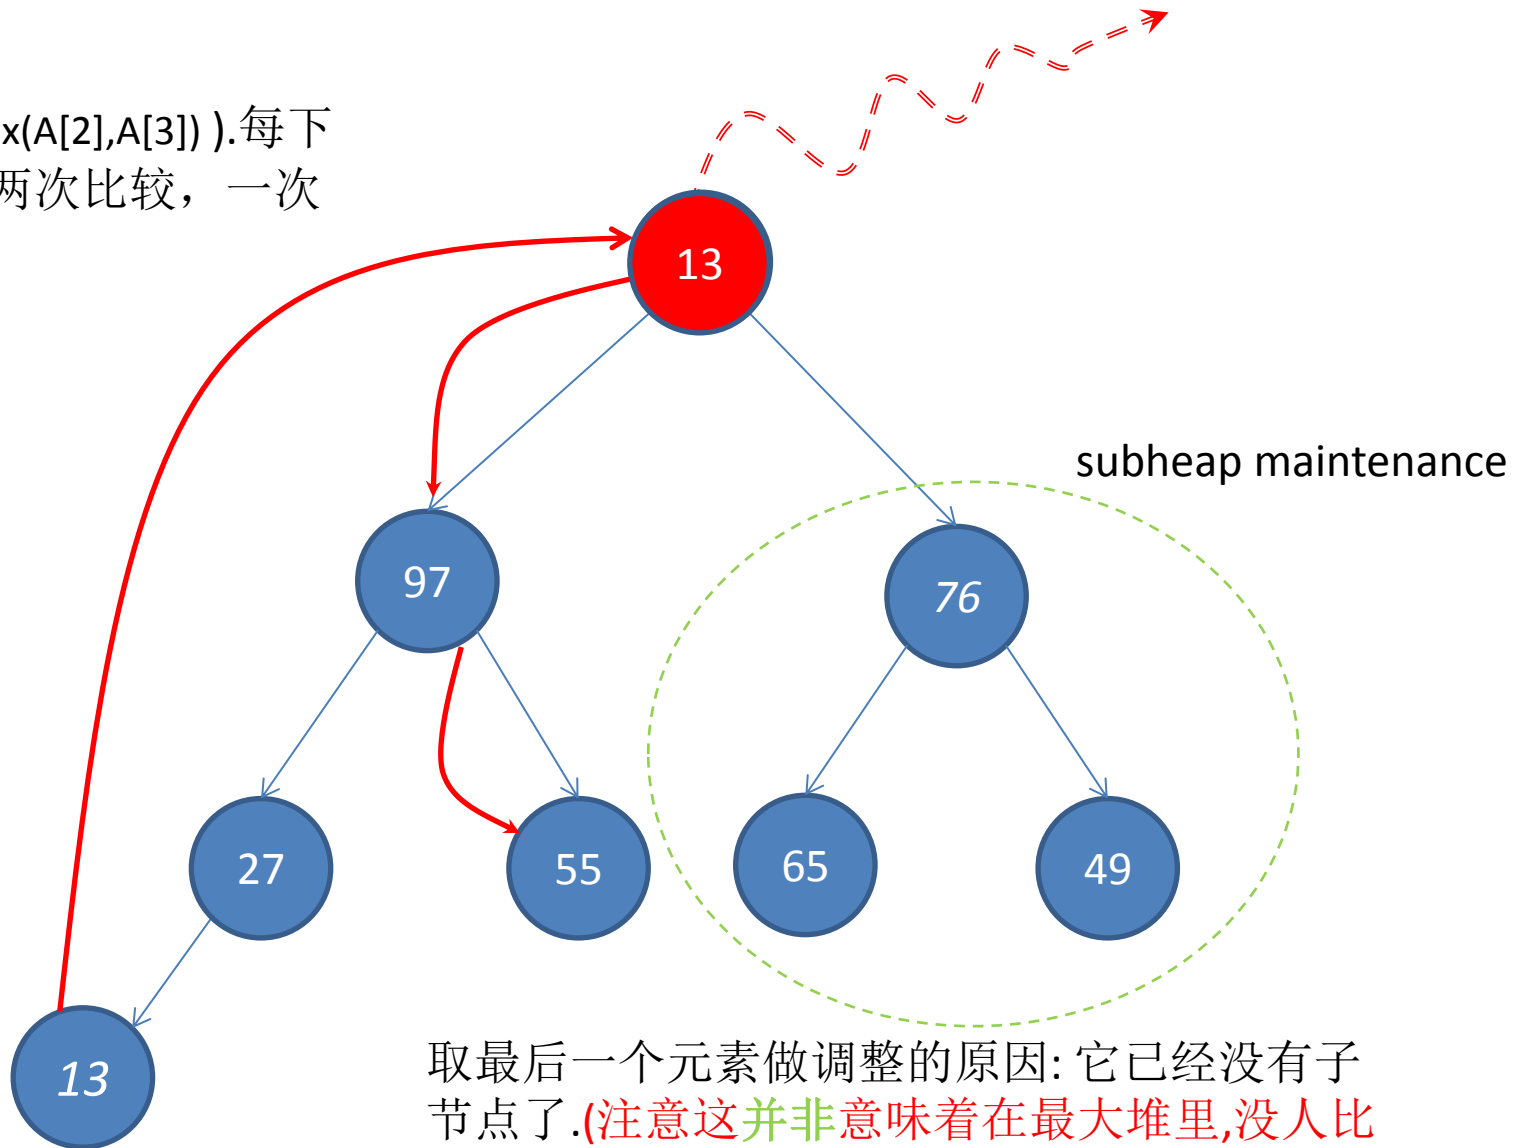 x(A[2],A[3]) ).每下
两次比较，一次
13
subheap maintenance
97
76
27
55
65
49
13
取最后一个元素做调整的原因: 它已经没有子
节点了.(注意这并非意味着在最大堆里,没人比